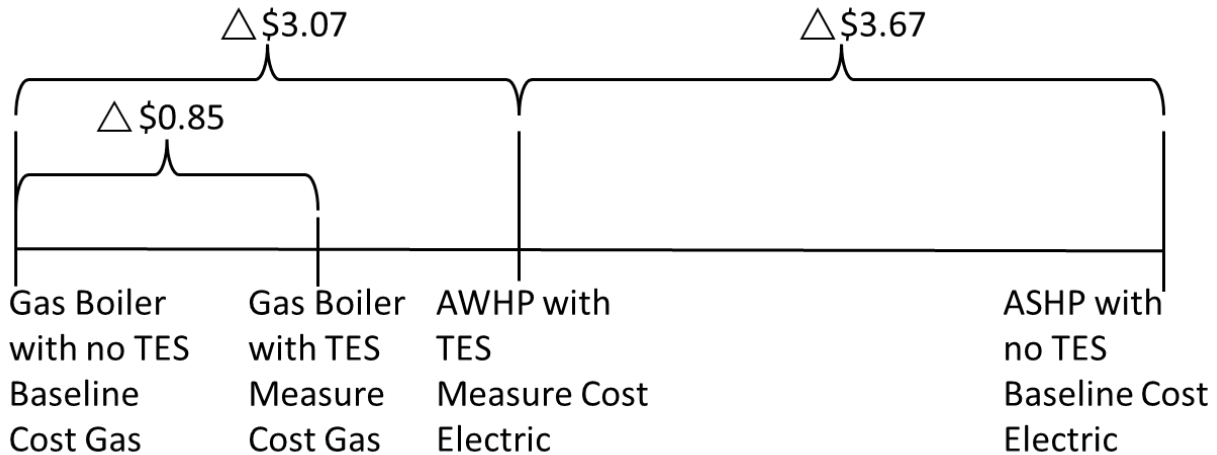 △$3.07
△$3.67
△$0.85
Gas Boiler
with no TES
Baseline
Cost Gas
Gas Boiler
with TES
Measure
Cost Gas
AWHP with
TES
Measure Cost
Electric
ASHP with
no TES
Baseline Cost
Electric